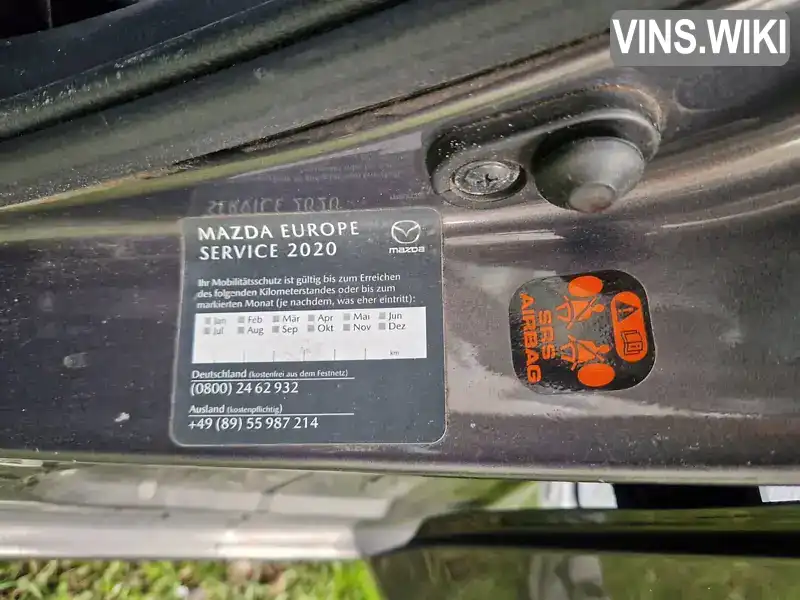 VINS.WIKI
SERVICE 2020
MAZDA EUROPE
SERVICE 2020
mazda
Ihr Mobilitätsschutz ist gültig bis zum Erreichen
des folgenden Kilometerstandes oder bis zum
markierten Monat (je nachdem, was eher eintritt):
Jan Feb Mär Apr Mai Jun
Jul Aug Sep Okt Nov Dez
km
Deutschland (kostenfrei aus dem Festnetz)
(0800) 24 62 932
Ausland (kostenpflichtig)
+49 (89) 55 987 214
SRS
AIRBAG